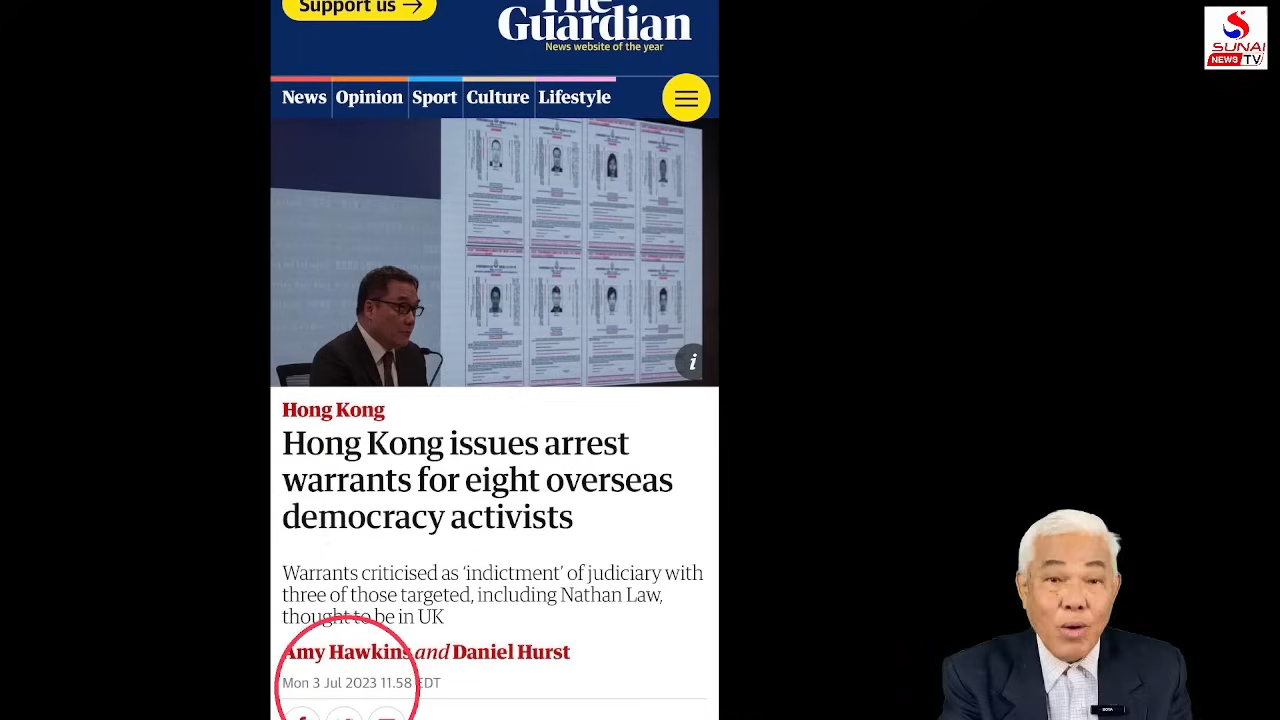 Support us →
The
Guardian
News website of the year
SUNAI
NEWS TV
News Opinion Sport Culture Lifestyle
i
Hong Kong
Hong Kong issues arrest
warrants for eight overseas
democracy activists
Warrants criticised as ‘indictment’ of judiciary with
three of those targeted, including Nathan Law,
thought to be in UK
Amy Hawkins and Daniel Hurst
Mon 3 Jul 2023 11.58 EDT